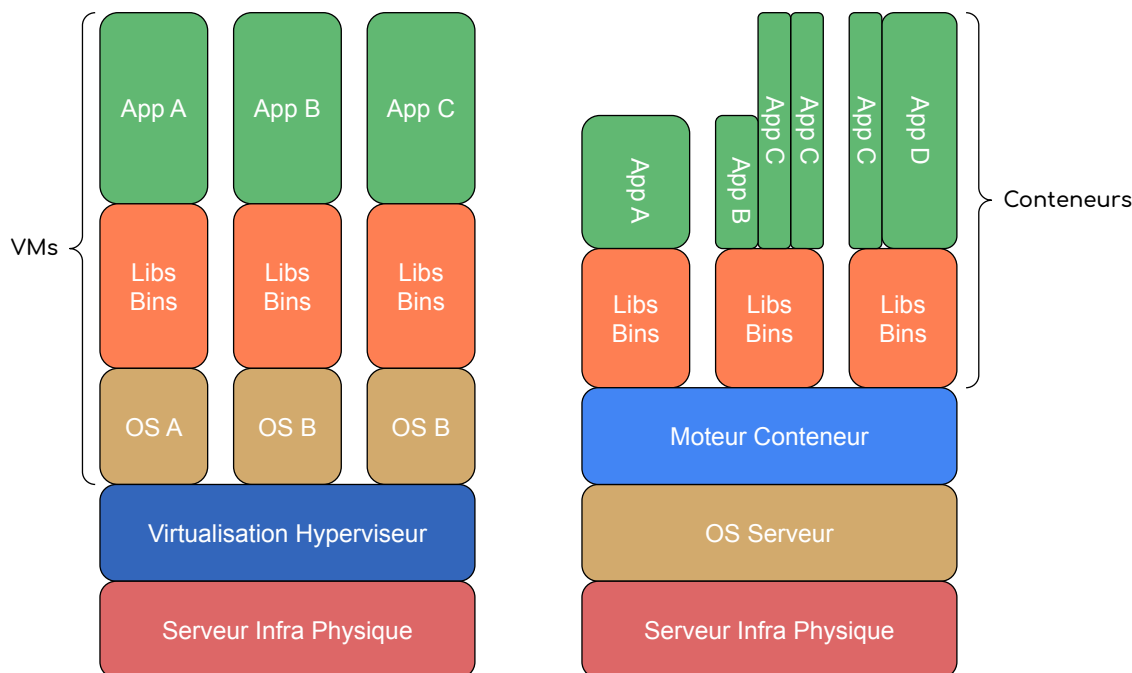 VMs
App A
App B
App C
Libs
Bins
Libs
Bins
Libs
Bins
OS A
OS B
OS B
Virtualisation Hyperviseur
Serveur Infra Physique
App A
App B
App C
App C
App C
App D
Conteneurs
Libs
Bins
Libs
Bins
Libs
Bins
Moteur Conteneur
OS Serveur
Serveur Infra Physique